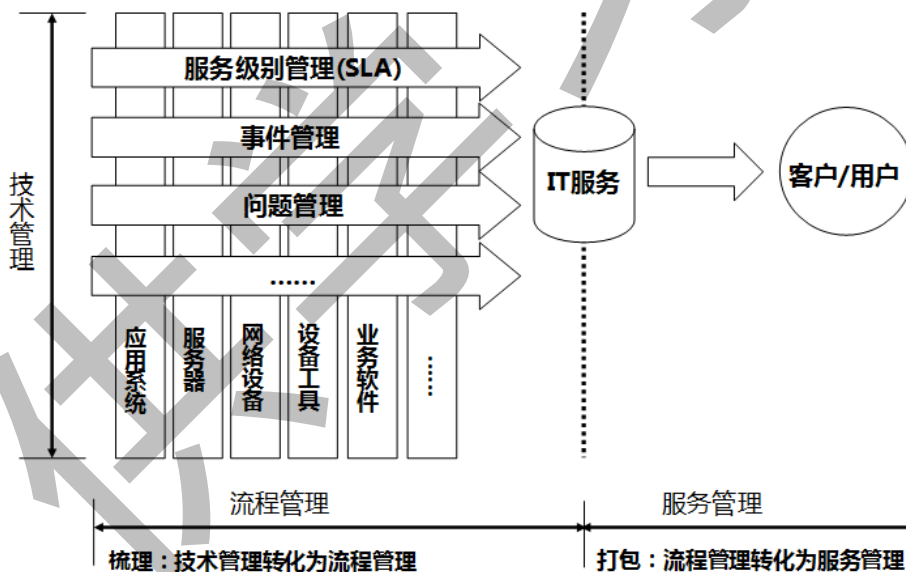 服务级别管理(SLA)
事件管理
问题管理
……
技术管理
应用系统
服务器
网络设备
设备工具
业务软件
……
IT服务
客户/用户
流程管理
服务管理
梳理：技术管理转化为流程管理
打包：流程管理转化为服务管理
供学